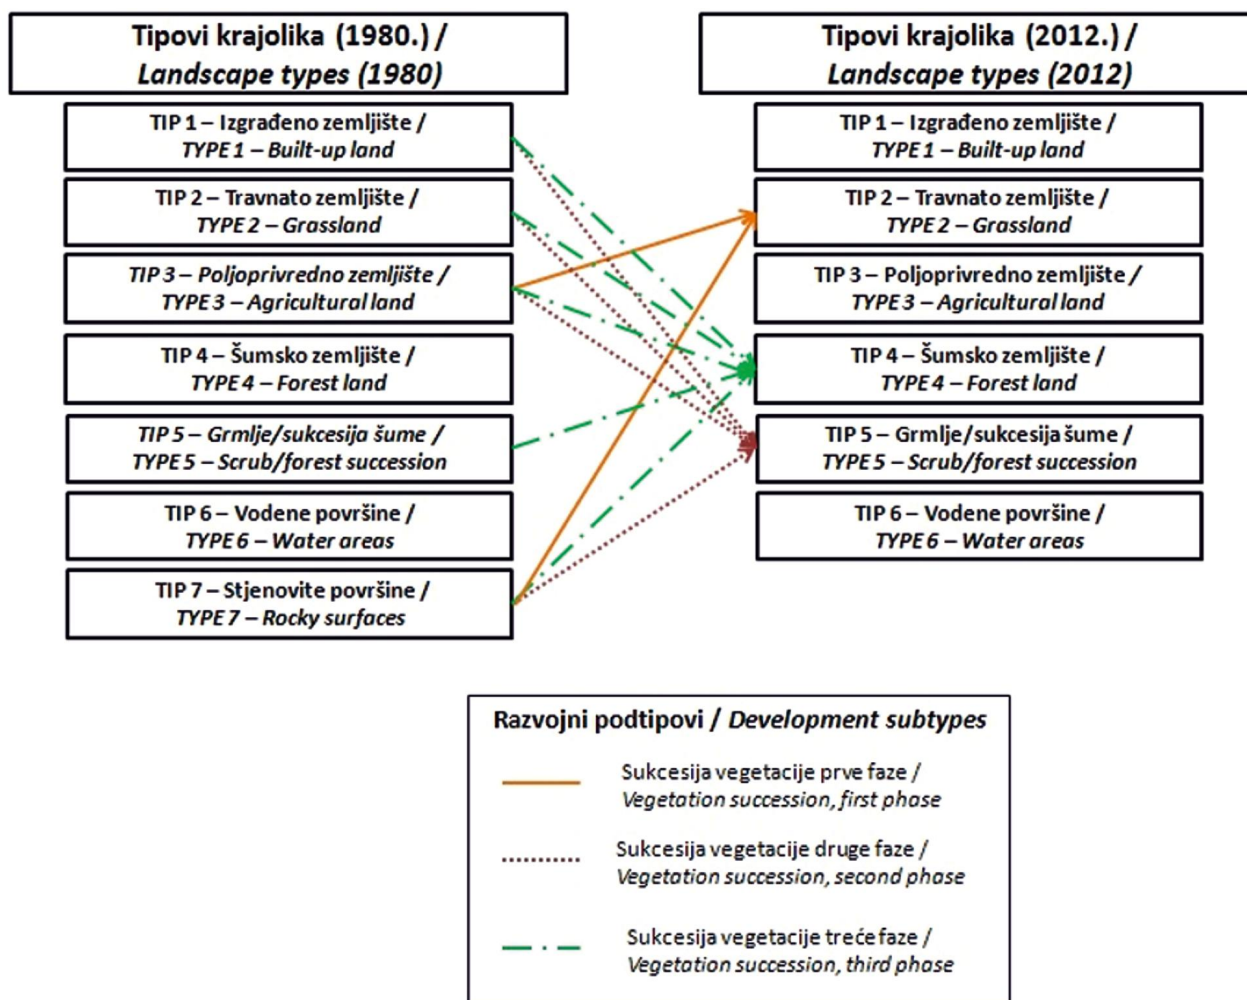 Tipovi krajolika (1980.) /
Landscape types (1980)
TIP 1 – Izgrađeno zemljište /
TYPE 1 – Built-up land
TIP 2 – Travnato zemljište /
TYPE 2 – Grassland
TIP 3 – Poljoprivredno zemljište /
TYPE 3 – Agricultural land
TIP 4 – Šumsko zemljište /
TYPE 4 – Forest land
TIP 5 – Grmlje/sukcesija šume /
TYPE 5 – Scrub/forest succession
TIP 6 – Vodene površine /
TYPE 6 – Water areas
TIP 7 – Stjenovite površine /
TYPE 7 – Rocky surfaces
Tipovi krajolika (2012.) /
Landscape types (2012)
TIP 1 – Izgrađeno zemljište /
TYPE 1 – Built-up land
TIP 2 – Travnato zemljište /
TYPE 2 – Grassland
TIP 3 – Poljoprivredno zemljište /
TYPE 3 – Agricultural land
TIP 4 – Šumsko zemljište /
TYPE 4 – Forest land
TIP 5 – Grmlje/sukcesija šume /
TYPE 5 – Scrub/forest succession
TIP 6 – Vodene površine /
TYPE 6 – Water areas
Razvojni podtipovi / Development subtypes
Sukcesija vegetacije prve faze /
Vegetation succession, first phase
Sukcesija vegetacije druge faze /
Vegetation succession, second phase
Sukcesija vegetacije treće faze /
Vegetation succession, third phase